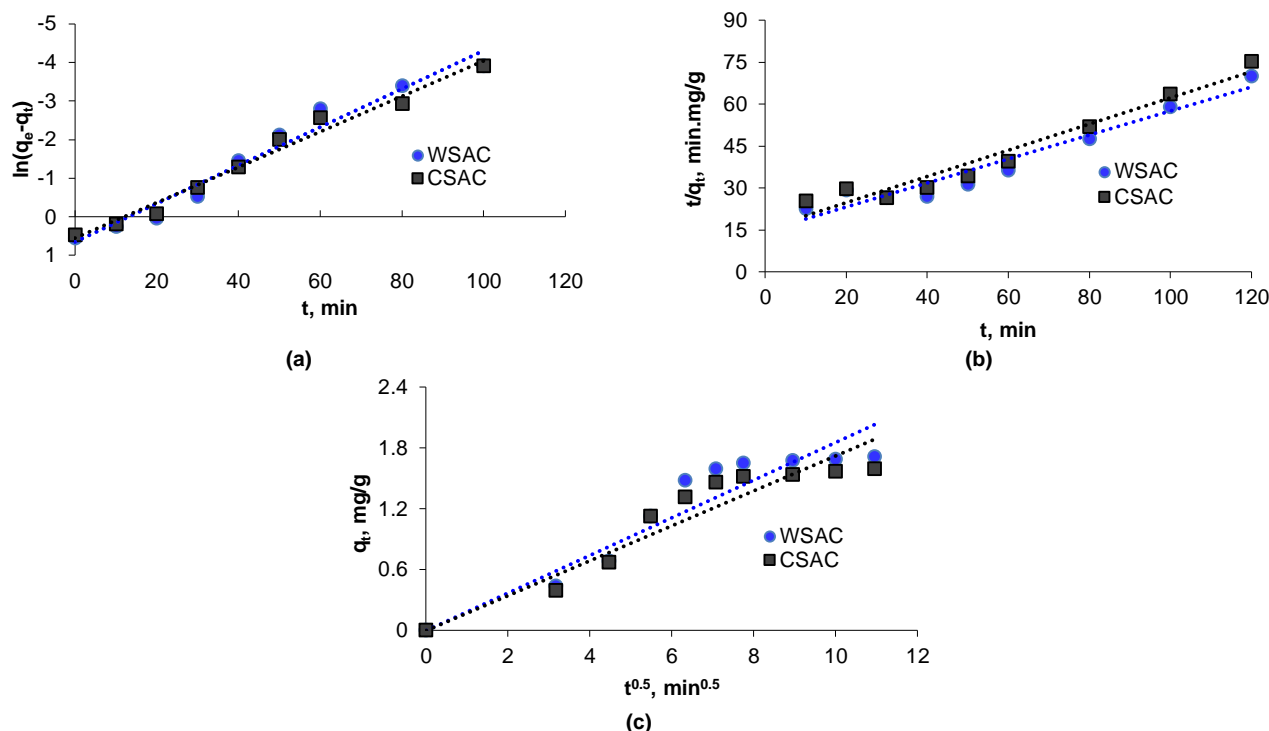 -5
-4
-3
-2
-1
0
1
ln(qₑ-qₜ)
WSAC
CSAC
0 20 40 60 80 100 120
t, min
(a)
90
75
60
45
30
15
0
t/qₜ, min.mg/g
WSAC
CSAC
0 20 40 60 80 100 120
t, min
(b)
2.4
1.8
1.2
0.6
0
qₜ, mg/g
WSAC
CSAC
0 2 4 6 8 10 12
t⁰·⁵, min⁰·⁵
(c)